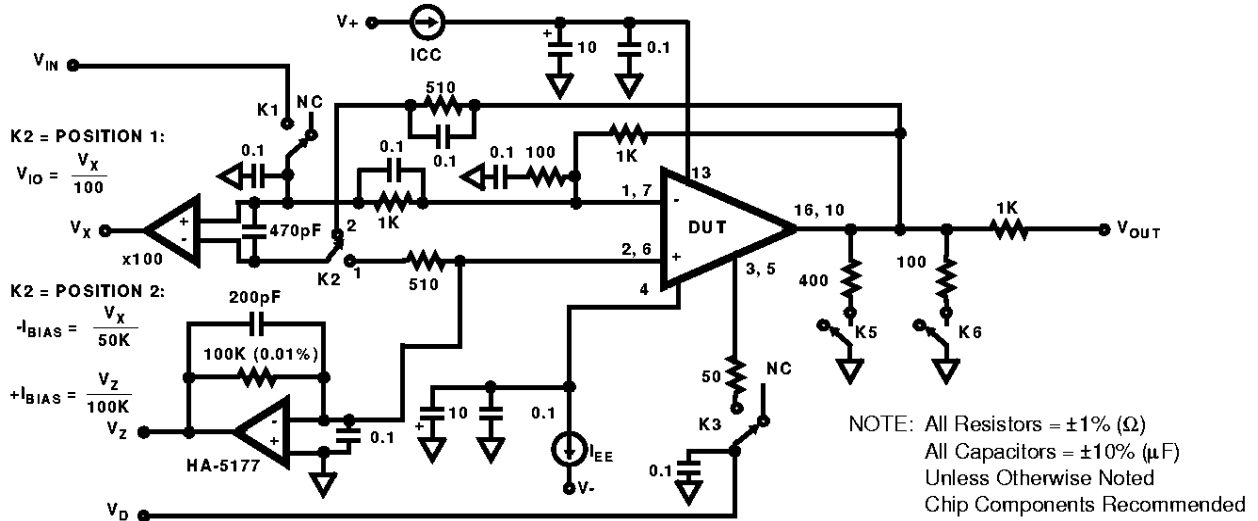 V+
ICC
+
10
0.1
VIN
K1
NC
510
0.1
K2 = POSITION 1:
VIO = VX
100
0.1
0.1
0.1
100
1K
13
1, 7
-
16, 10
1K
VX
+
-
x100
470pF
1K
2
K2
1
510
2, 6
+
DUT
4
3, 5
VOUT
400
100
K5
K6
K2 = POSITION 2:
-IBIAS = VX
50K
200pF
100K (0.01%)
+IBIAS = VZ
100K
VZ
-
+
HA-5177
0.1
10
+
0.1
IEE
V-
50
NC
K3
0.1
VD
NOTE: All Resistors = ±1% (Ω)
All Capacitors = ±10% (μF)
Unless Otherwise Noted
Chip Components Recommended